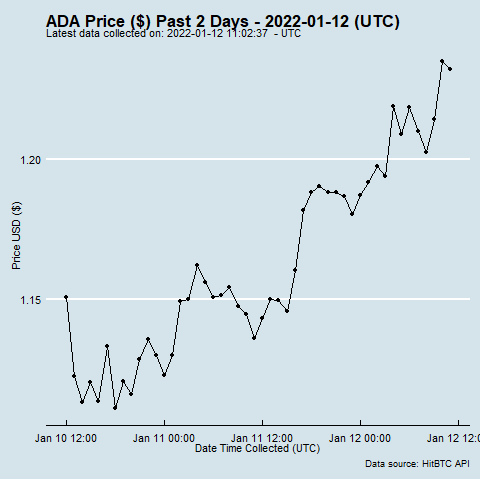 ADA Price ($) Past 2 Days - 2022-01-12 (UTC)
Latest data collected on: 2022-01-12 11:02:37 - UTC
1.20
Price USD ($)
1.15
Jan 10 12:00 Jan 11 00:00 Jan 11 12:00 Jan 12 00:00 Jan 12 12:0
Date Time Collected (UTC)
Data source: HitBTC API